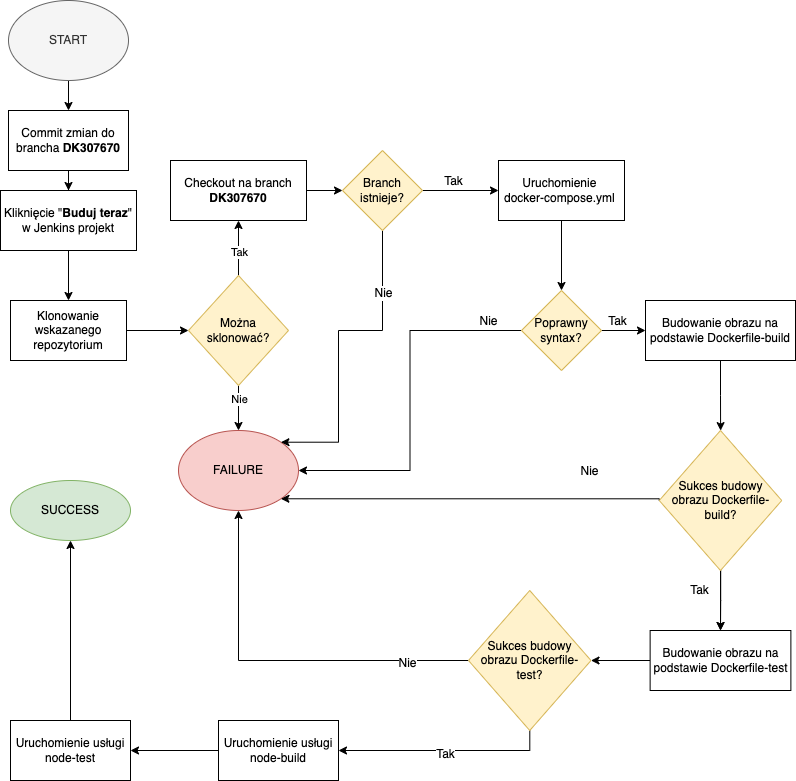 START
Commit zmian do
brancha DK307670
Kliknięcie "Buduj teraz"
w Jenkins projekt
Klonowanie
wskazanego
repozytorium
Można
sklonować?
Tak
Nie
Checkout na branch
DK307670
Branch
istnieje?
Tak
Nie
Uruchomienie
docker-compose.yml
Poprawny
syntax?
Nie
Tak
Budowanie obrazu na
podstawie Dockerfile-build
Sukces budowy
obrazu Dockerfile-
build?
Nie
Tak
Budowanie obrazu na
podstawie Dockerfile-test
Sukces budowy
obrazu Dockerfile-
test?
Nie
Tak
FAILURE
Uruchomienie usługi
node-build
Uruchomienie usługi
node-test
SUCCESS